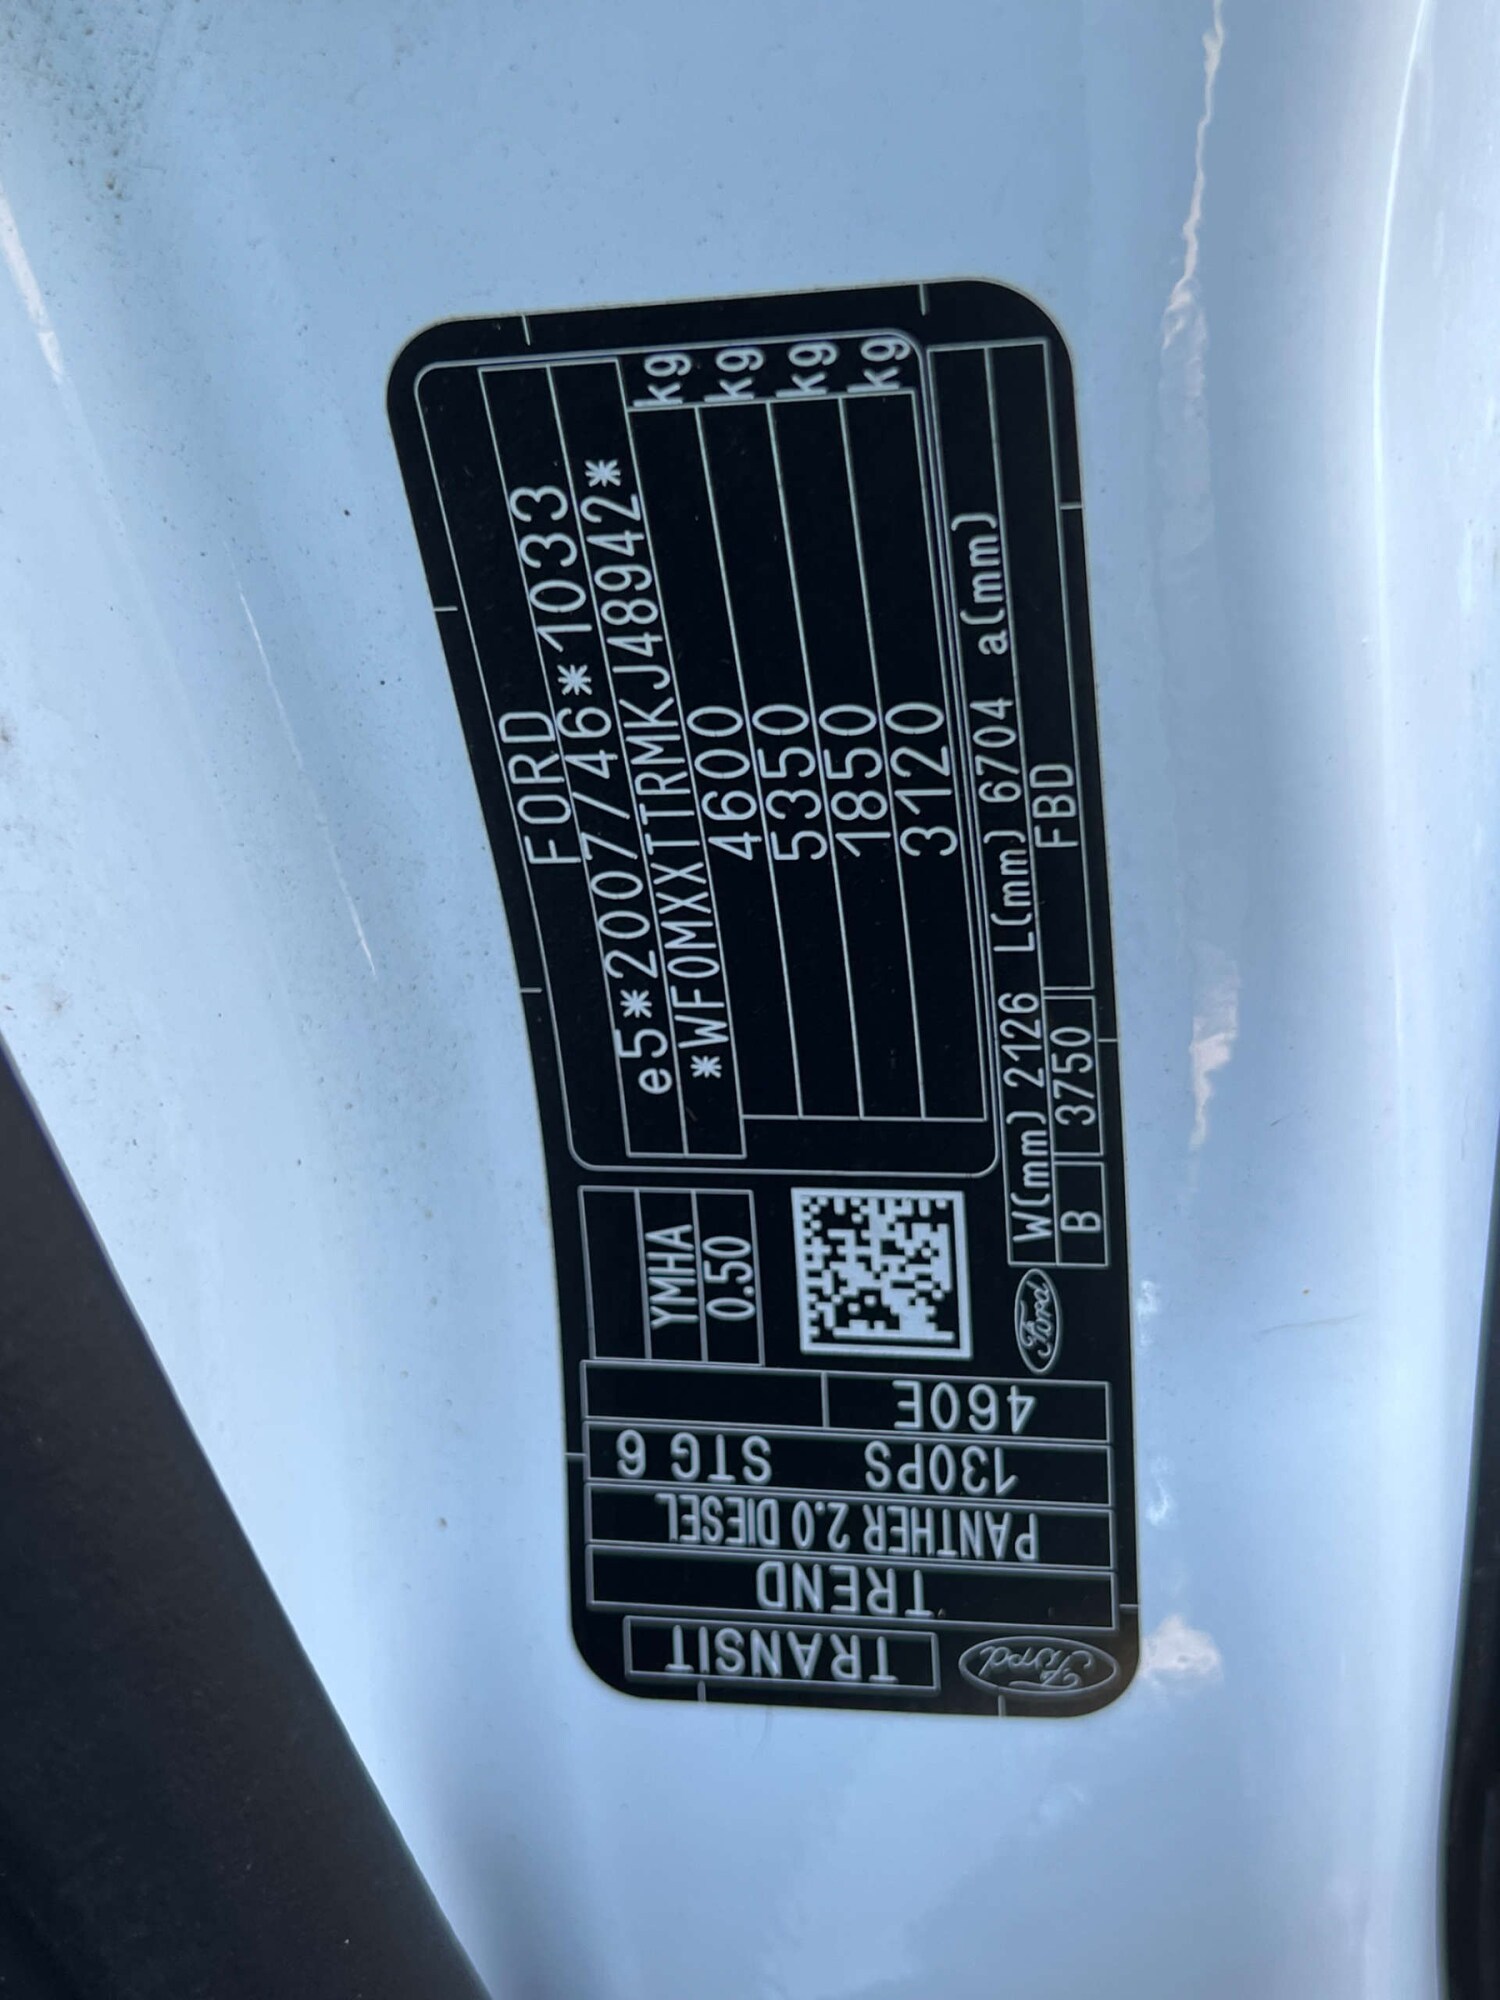 FORD
e5*2007/46*1033
*WF0MXXTTRMKJ48942*
4600 kg
5350 kg
1850 kg
3120 kg
W(mm) 2126 L(mm) 6704 a(mm)
B 3750 FBD
YMHA
0.50
Ford
Ford TRANSIT
TREND
PANTHER 2.0 DIESEL
130PS STG 6
460E